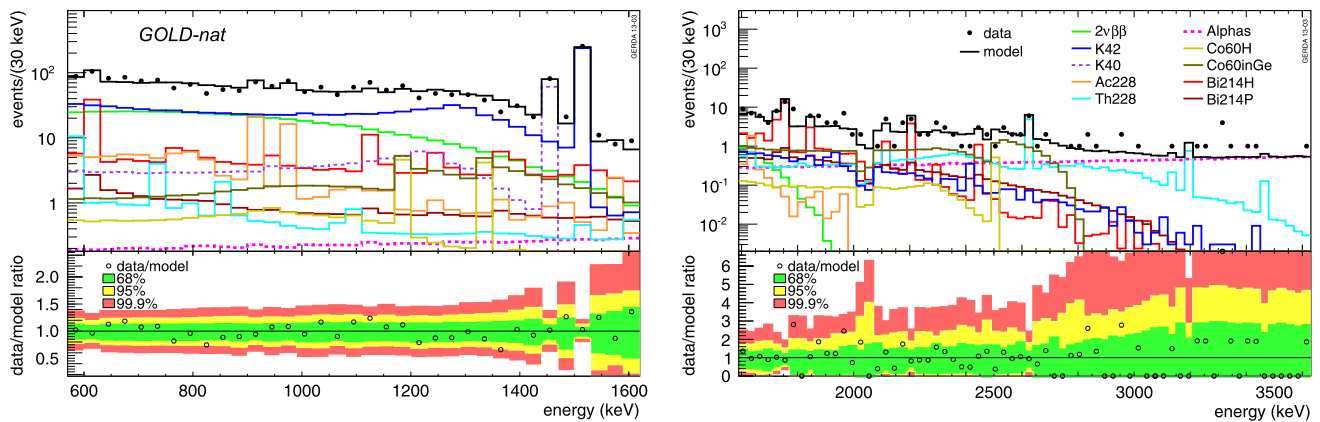 GOLD-nat
GERDA 13-03
events/(30 keV)
10²
10
1
data/model
68%
95%
99.9%
data/model ratio
2.0
1.5
1.0
0.5
600 800 1000 1200 1400 1600
energy (keV)
data
model
2νββ
K42
K40
Ac228
Th228
Alphas
Co60H
Co60inGe
Bi214H
Bi214P
GERDA 13-03
events/(30 keV)
10³
10²
10
1
10⁻¹
10⁻²
data/model
68%
95%
99.9%
data/model ratio
6
5
4
3
2
1
0
2000 2500 3000 3500
energy (keV)